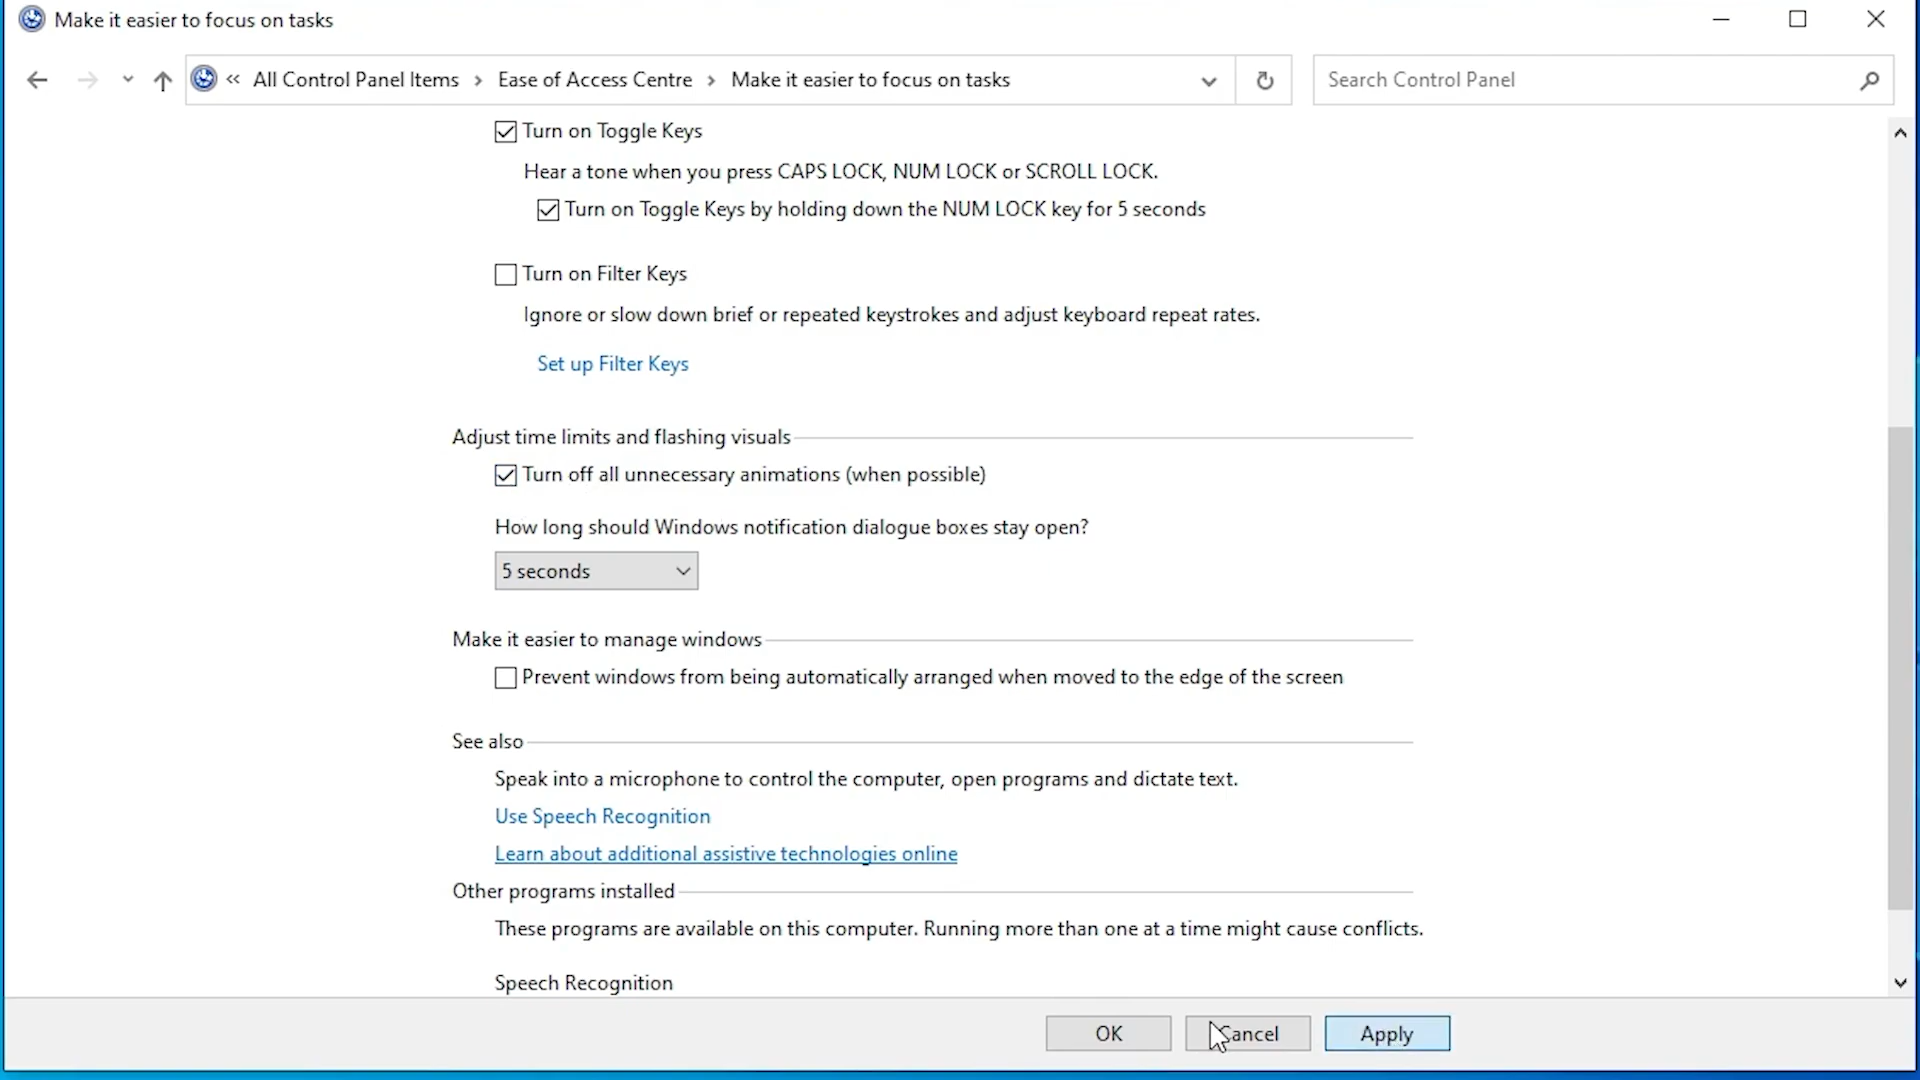 Make it easier to focus on tasks
« All Control Panel Items › Ease of Access Centre › Make it easier to focus on tasks
Search Control Panel
Turn on Toggle Keys
Hear a tone when you press CAPS LOCK, NUM LOCK or SCROLL LOCK.
Turn on Toggle Keys by holding down the NUM LOCK key for 5 seconds
Turn on Filter Keys
Ignore or slow down brief or repeated keystrokes and adjust keyboard repeat rates.
Set up Filter Keys
Adjust time limits and flashing visuals
Turn off all unnecessary animations (when possible)
How long should Windows notification dialogue boxes stay open?
5 seconds
Make it easier to manage windows
Prevent windows from being automatically arranged when moved to the edge of the screen
See also
Speak into a microphone to control the computer, open programs and dictate text.
Use Speech Recognition
Learn about additional assistive technologies online
Other programs installed
These programs are available on this computer. Running more than one at a time might cause conflicts.
Speech Recognition
OK
Cancel
Apply